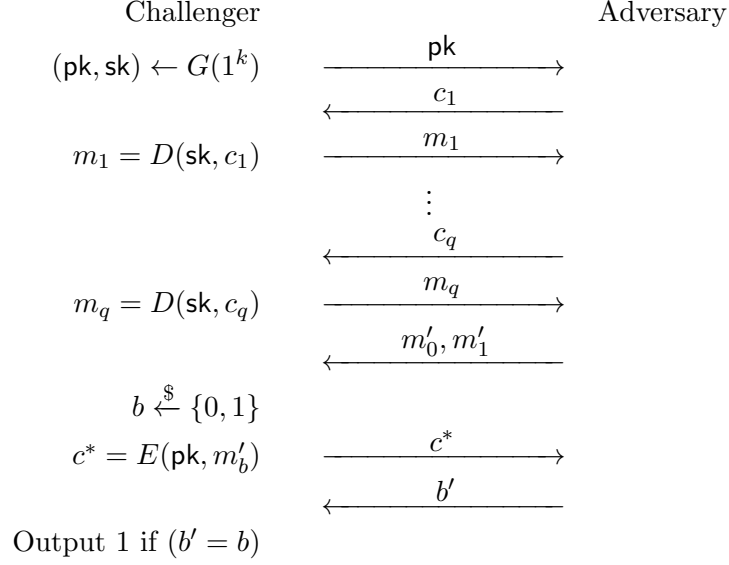 Challenger Adversary
(pk, sk) ← G(1^k) pk
c_1
m_1 = D(sk, c_1) m_1
⋮
c_q
m_q = D(sk, c_q) m_q
m'_0, m'_1
b $← {0, 1}
c* = E(pk, m'_b) c*
b'
Output 1 if (b' = b)